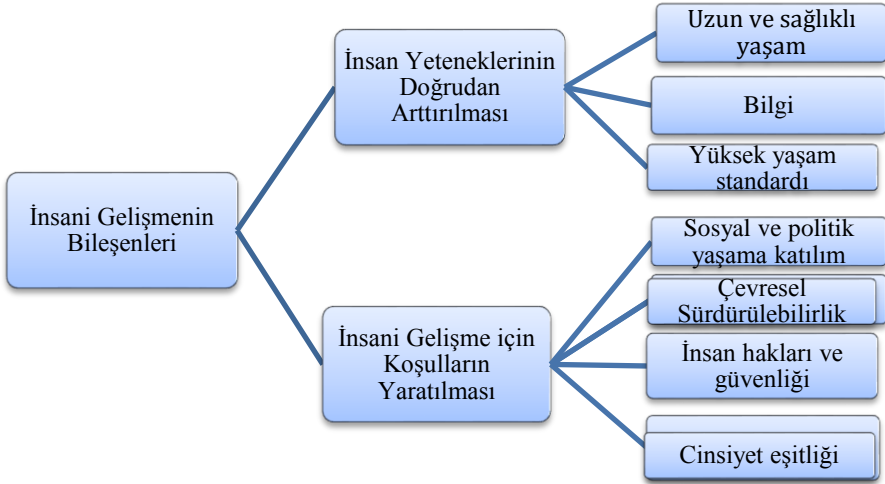 İnsani Gelişmenin
Bileşenleri
İnsan Yeteneklerinin
Doğrudan
Arttırılması
Uzun ve sağlıklı
yaşam
Bilgi
Yüksek yaşam
standardı
İnsani Gelişme için
Koşulların
Yaratılması
Sosyal ve politik
yaşama katılım
Çevresel
Sürdürülebilirlik
İnsan hakları ve
güvenliği
Cinsiyet eşitliği